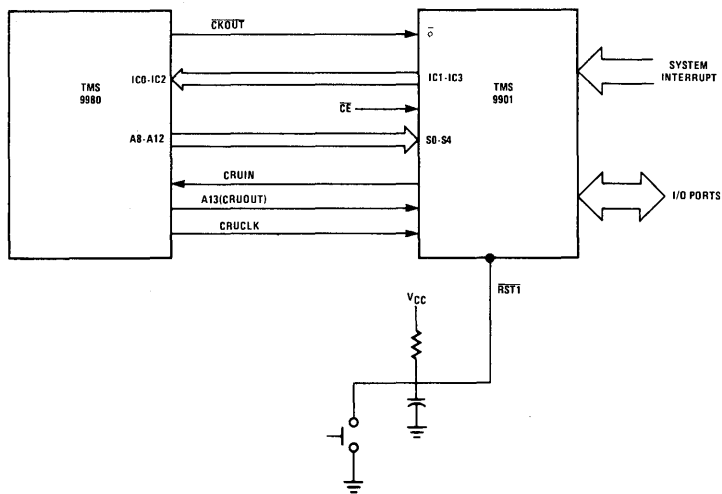 CKOUT
ο
TMS
9980
IC0-IC2
IC1-IC3
TMS
9901
SYSTEM
INTERRUPT
CE
A8-A12
S0-S4
CRUIN
A13(CRUOUT)
I/O PORTS
CRUCLK
RST1
VCC